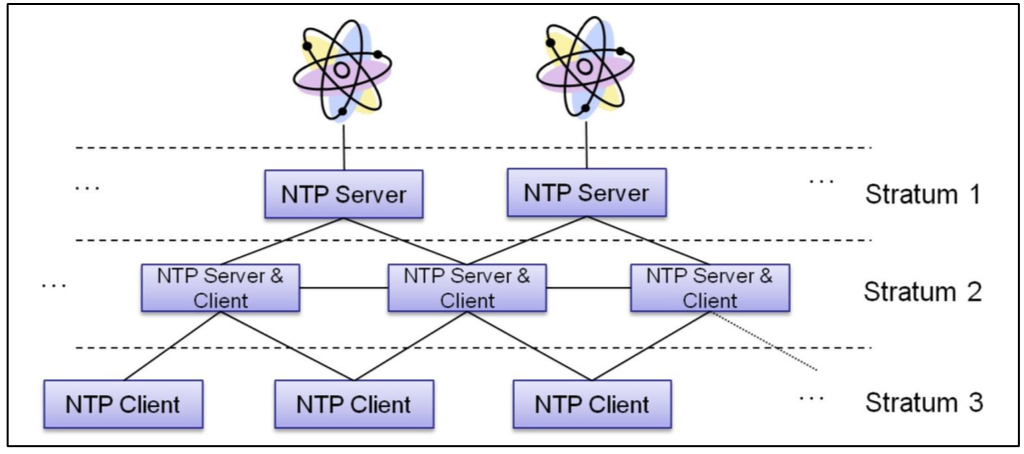 ... NTP Server NTP Server ... Stratum 1
... NTP Server & NTP Server & NTP Server & Stratum 2
Client Client Client
NTP Client NTP Client NTP Client ... Stratum 3